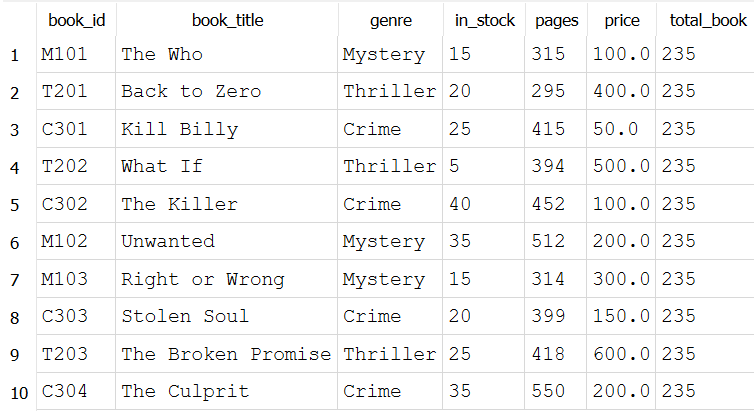 book_id book_title genre in_stock pages price total_book
1 M101 The Who Mystery 15 315 100.0 235
2 T201 Back to Zero Thriller 20 295 400.0 235
3 C301 Kill Billy Crime 25 415 50.0 235
4 T202 What If Thriller 5 394 500.0 235
5 C302 The Killer Crime 40 452 100.0 235
6 M102 Unwanted Mystery 35 512 200.0 235
7 M103 Right or Wrong Mystery 15 314 300.0 235
8 C303 Stolen Soul Crime 20 399 150.0 235
9 T203 The Broken Promise Thriller 25 418 600.0 235
10 C304 The Culprit Crime 35 550 200.0 235